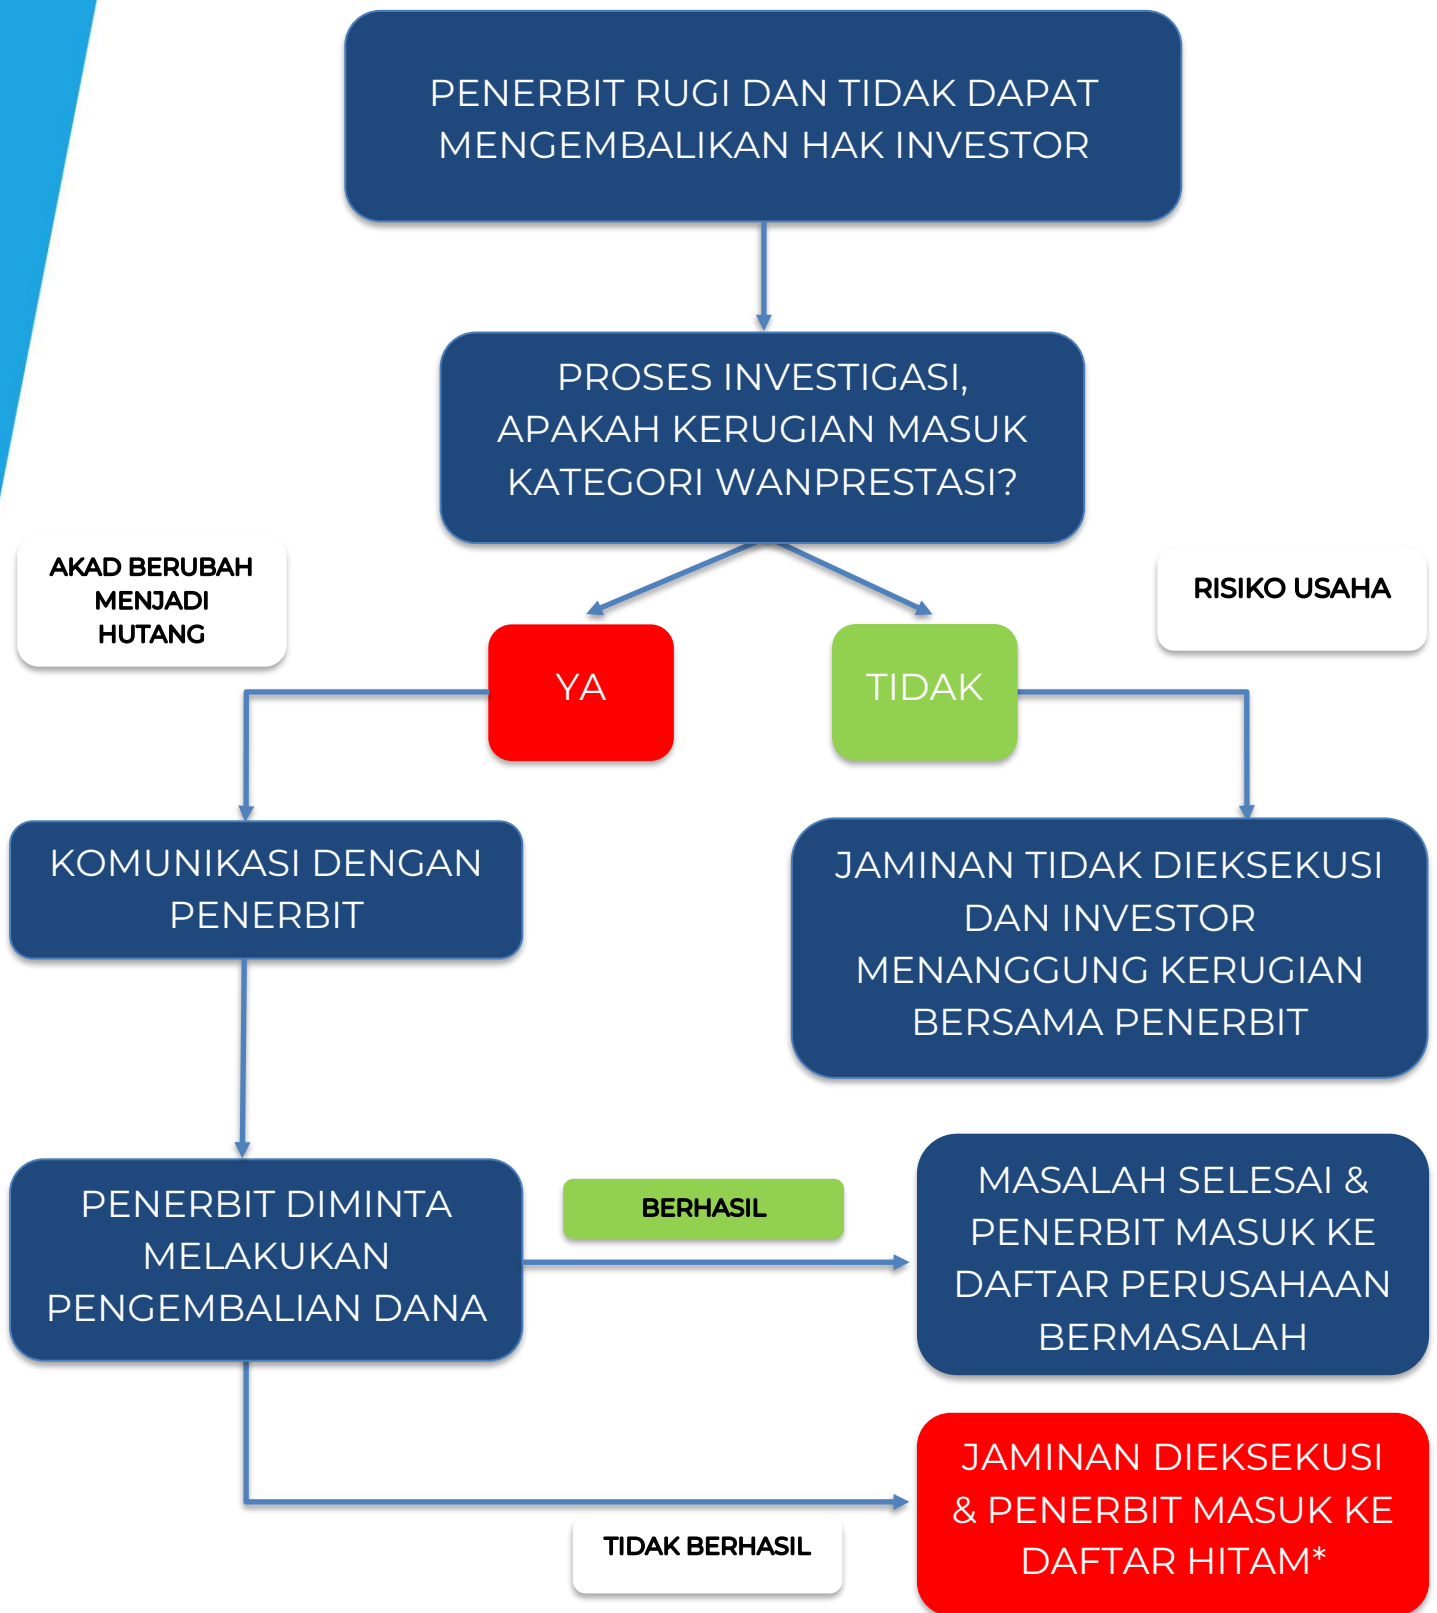 PENERBIT RUGI DAN TIDAK DAPAT
MENGEMBALIKAN HAK INVESTOR
PROSES INVESTIGASI,
APAKAH KERUGIAN MASUK
KATEGORI WANPRESTASI?
AKAD BERUBAH
MENJADI
HUTANG
RISIKO USAHA
YA
TIDAK
KOMUNIKASI DENGAN
PENERBIT
JAMINAN TIDAK DIEKSEKUSI
DAN INVESTOR
MENANGGUNG KERUGIAN
BERSAMA PENERBIT
PENERBIT DIMINTA
MELAKUKAN
PENGEMBALIAN DANA
BERHASIL
MASALAH SELESAI &
PENERBIT MASUK KE
DAFTAR PERUSAHAAN
BERMASALAH
TIDAK BERHASIL
JAMINAN DIEKSEKUSI
& PENERBIT MASUK KE
DAFTAR HITAM*